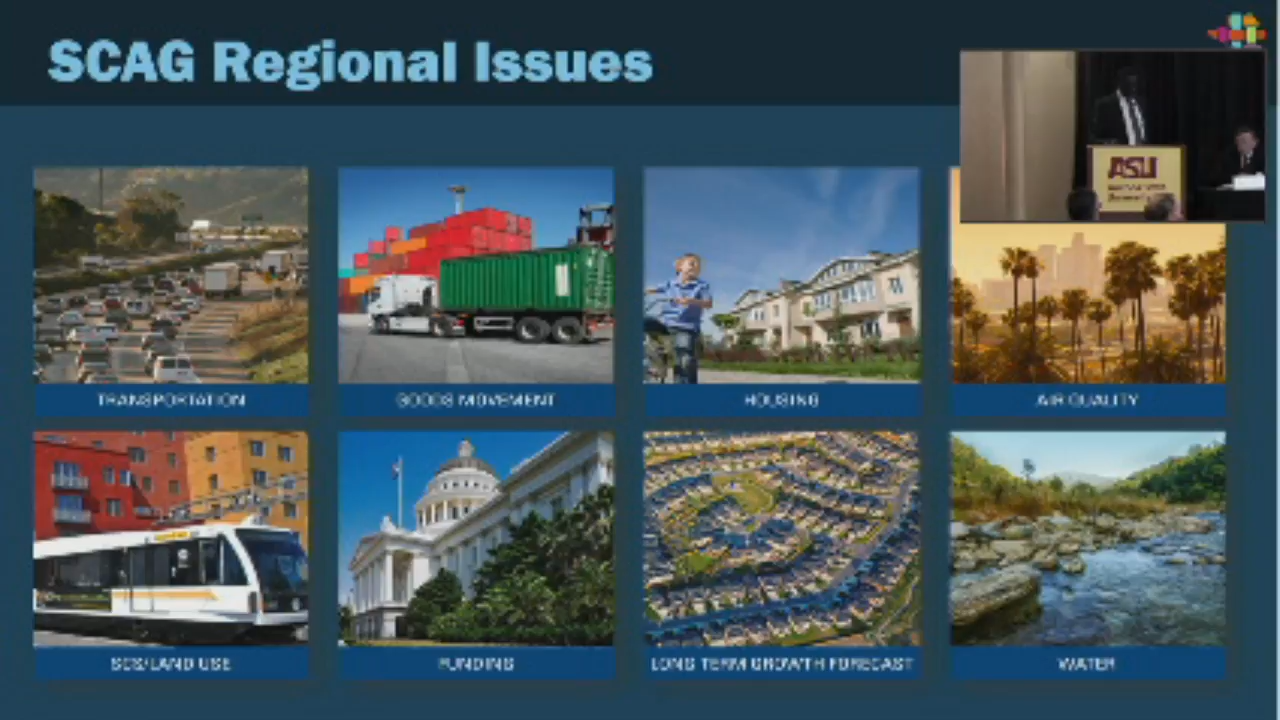 SCAG Regional Issues
ASU
TRANSPORTATION
GOODS MOVEMENT
HOUSING
AIR QUALITY
SCS/LAND USE
FUNDING
LONG TERM GROWTH FORECAST
WATER